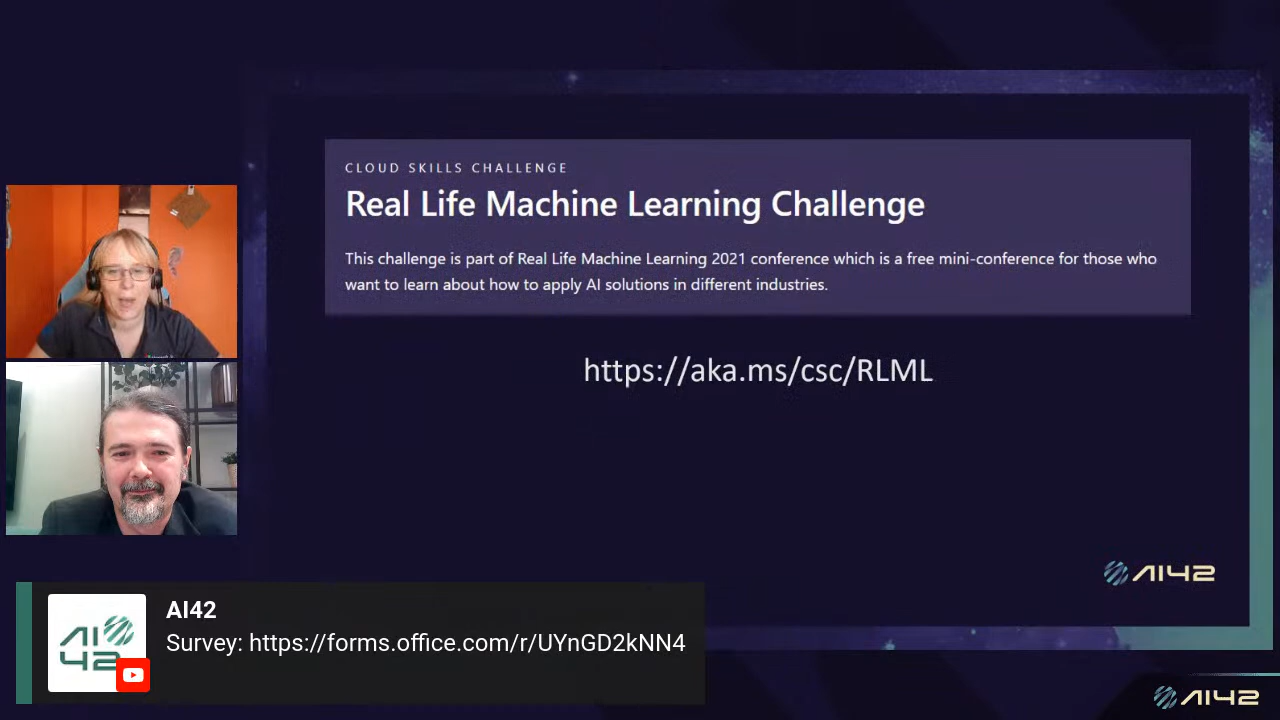 CLOUD SKILLS CHALLENGE
Real Life Machine Learning Challenge
This challenge is part of Real Life Machine Learning 2021 conference which is a free mini-conference for those who
want to learn about how to apply AI solutions in different industries.
https://aka.ms/csc/RLML
AI42
AI
42
AI42
Survey: https://forms.office.com/r/UYnGD2kNN4
AI42